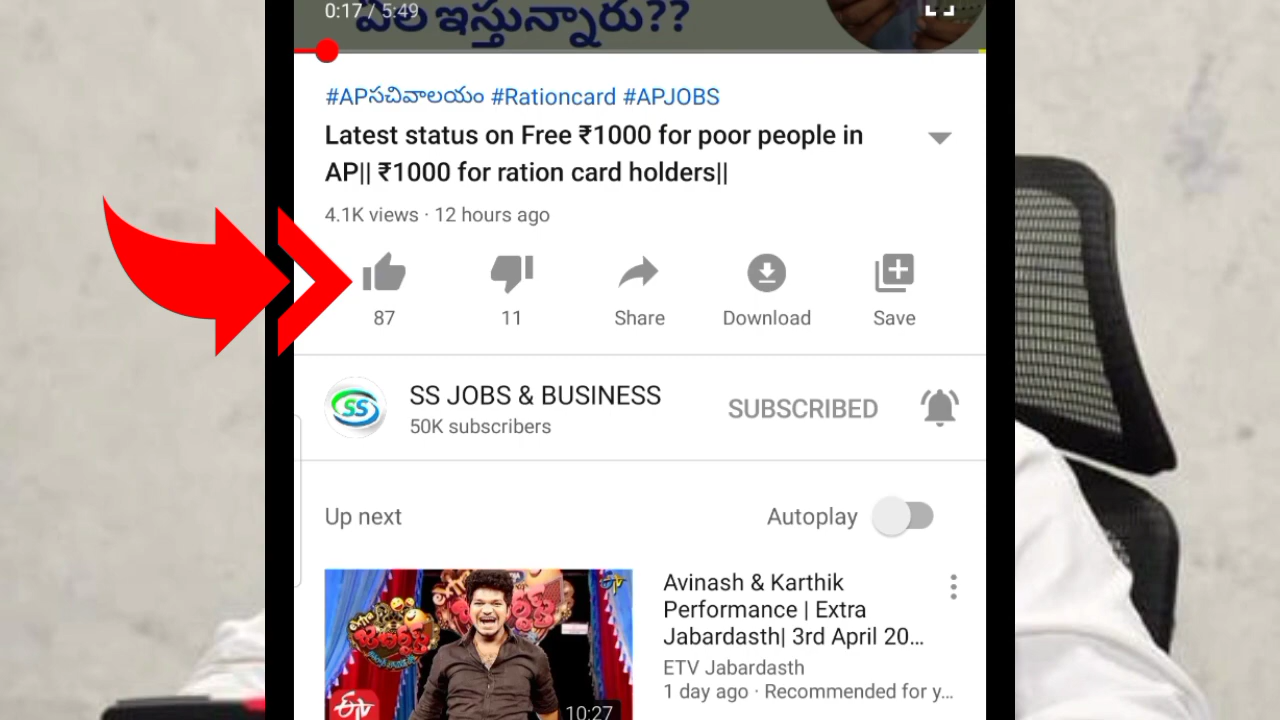 0:17 / 5:49
ఏల ఇస్తున్నారు??
#APసచివాలయం #Rationcard #APJOBS
Latest status on Free ₹1000 for poor people in
AP|| ₹1000 for ration card holders||
4.1K views · 12 hours ago
87
11
Share
Download
Save
SS
SS JOBS & BUSINESS
50K subscribers
SUBSCRIBED
Up next
Autoplay
Avinash & Karthik
Performance | Extra
Jabardasth| 3rd April 20...
ETV Jabardasth
1 day ago · Recommended for y...
10:27